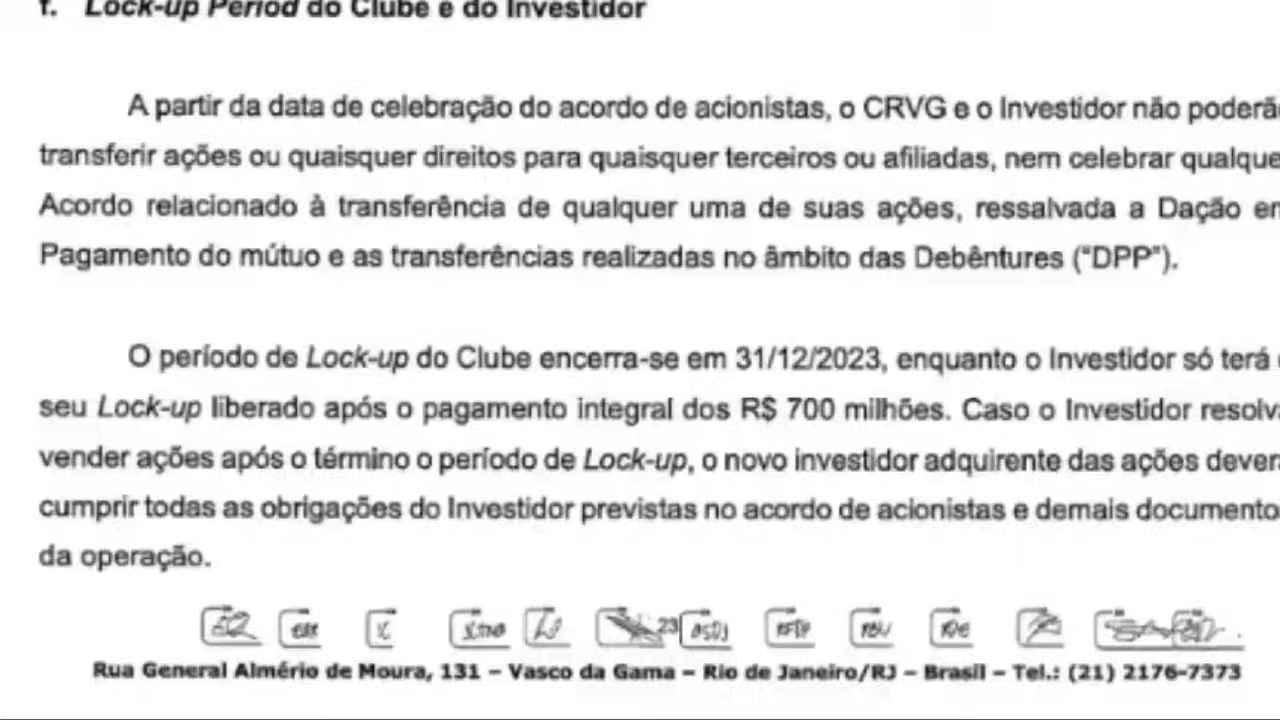 f. Lock-up Period do Clube e do Investidor
A partir da data de celebração do acordo de acionistas, o CRVG e o Investidor não poderã
transferir ações ou quaisquer direitos para quaisquer terceiros ou afiliadas, nem celebrar qualque
Acordo relacionado à transferência de qualquer uma de suas ações, ressalvada a Dação em
Pagamento do mútuo e as transferências realizadas no âmbito das Debêntures (“DPP”).
O período de Lock-up do Clube encerra-se em 31/12/2023, enquanto o Investidor só terá
seu Lock-up liberado após o pagamento integral dos R$ 700 milhões. Caso o Investidor resolva
vender ações após o término o período de Lock-up, o novo investidor adquirente das ações dever
cumprir todas as obrigações do Investidor previstas no acordo de acionistas e demais documento
da operação.
23
Rua General Almério de Moura, 131 – Vasco da Gama – Rio de Janeiro/RJ – Brasil – Tel.: (21) 2176-7373